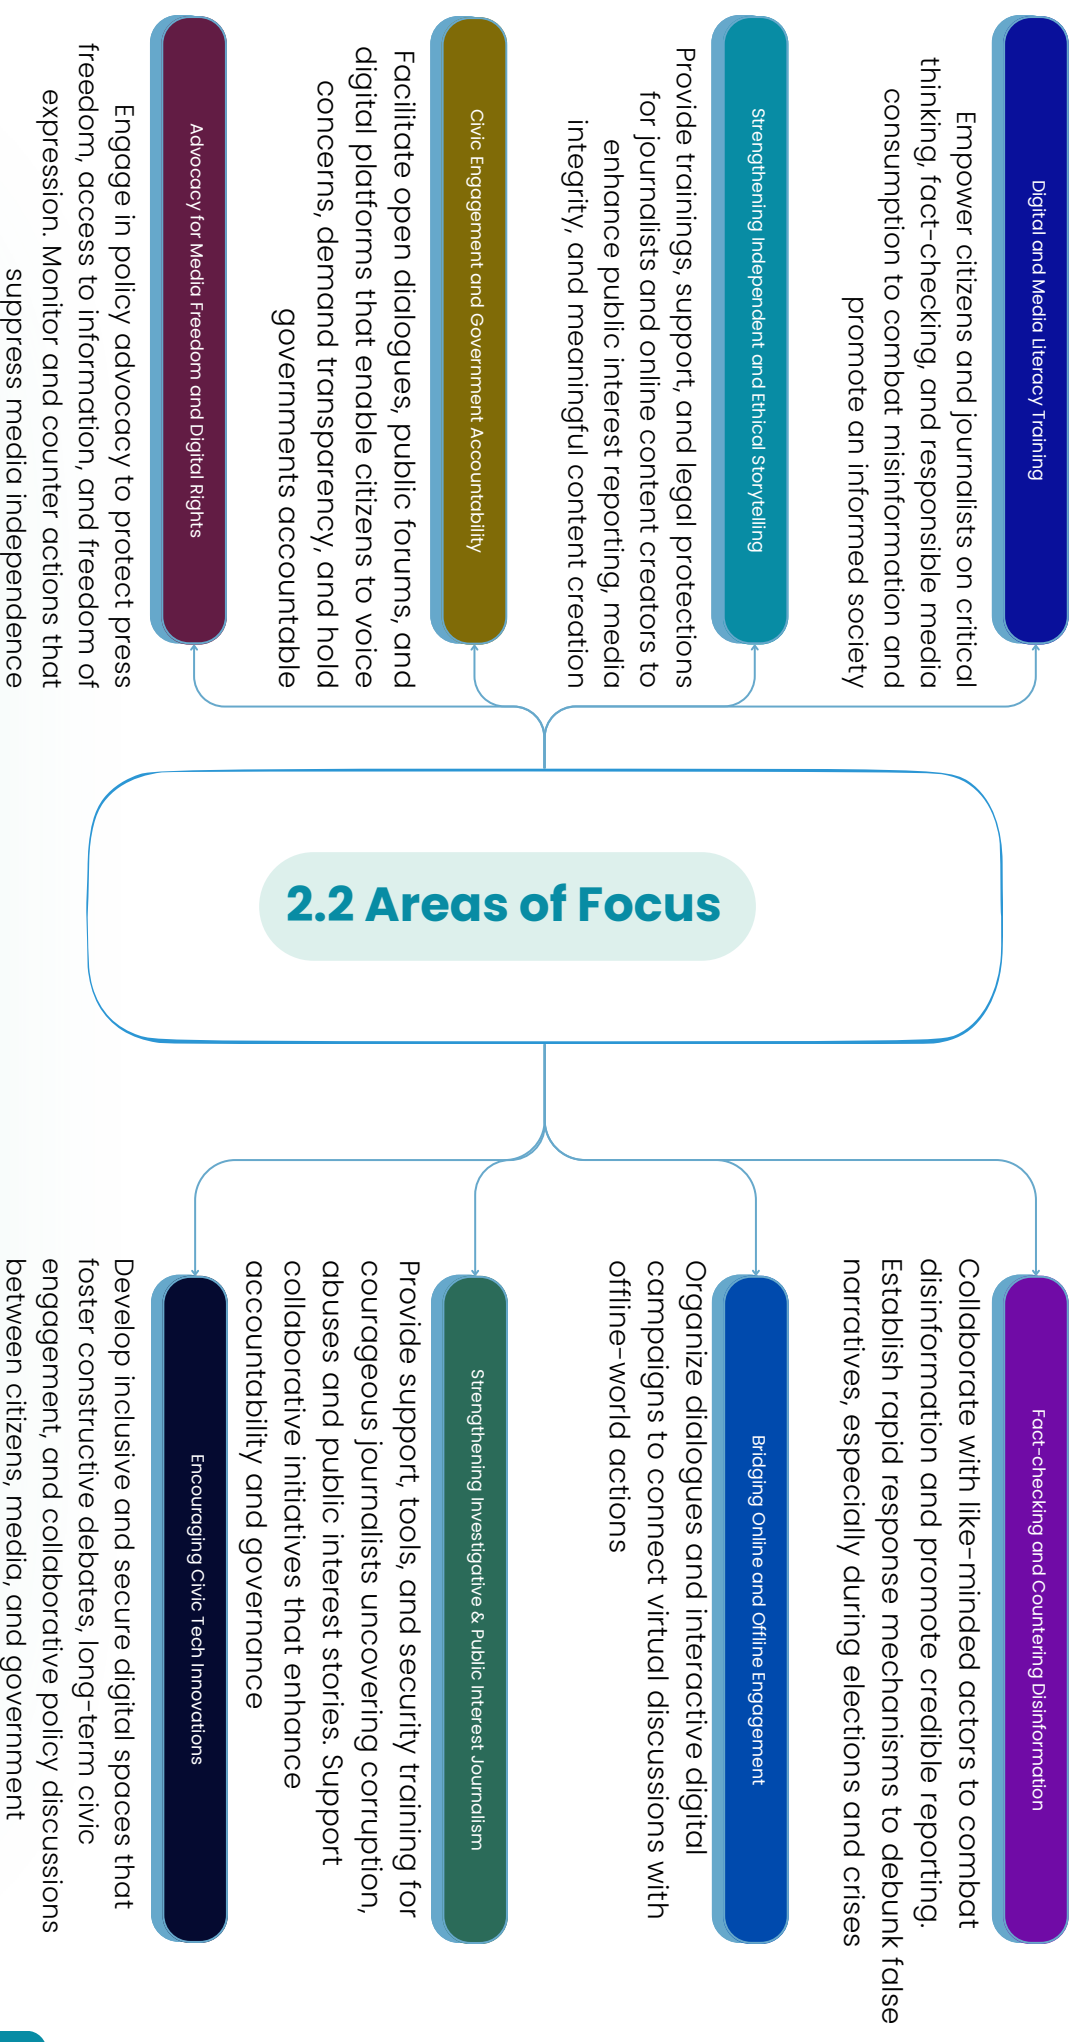 2.2 Areas of Focus
Digital and Media Literacy Training
Empower citizens and journalists on critical
thinking, fact-checking, and responsible media
consumption to combat misinformation and
promote an informed society
Strengthening Independent and Ethical Storytelling
Provide trainings, support, and legal protections
for journalists and online content creators to
enhance public interest reporting, media
integrity, and meaningful content creation
Civic Engagement and Government Accountability
Facilitate open dialogues, public forums, and
digital platforms that enable citizens to voice
concerns, demand transparency, and hold
governments accountable
Advocacy for Media Freedom and Digital Rights
Engage in policy advocacy to protect press
freedom, access to information, and freedom of
expression. Monitor and counter actions that
suppress media independence
Fact-checking and Countering Disinformation
Collaborate with like-minded actors to combat
disinformation and promote credible reporting.
Establish rapid response mechanisms to debunk false
narratives, especially during elections and crises
Bridging Online and Offline Engagement
Organize dialogues and interactive digital
campaigns to connect virtual discussions with
offline-world actions
Strengthening Investigative & Public Interest Journalism
Provide support, tools, and security training for
courageous journalists uncovering corruption,
abuses and public interest stories. Support
collaborative initiatives that enhance
accountability and governance
Encouraging Civic Tech Innovations
Develop inclusive and secure digital spaces that
foster constructive debates, long-term civic
engagement, and collaborative policy discussions
between citizens, media, and government